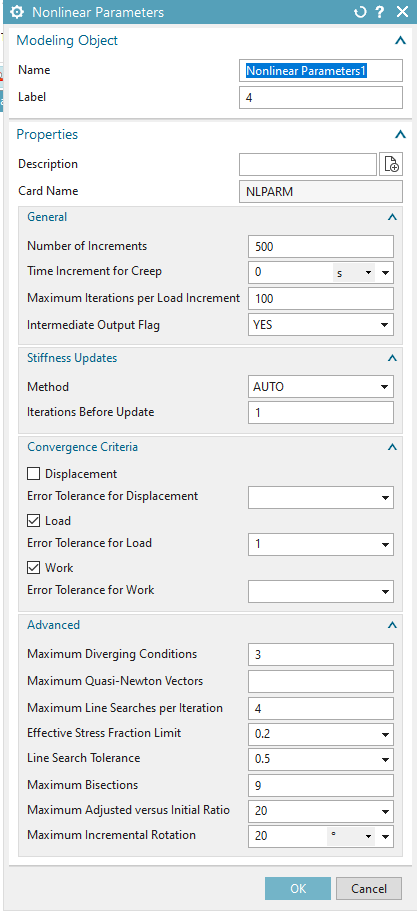 Nonlinear Parameters
Modeling Object
Name Nonlinear Parameters1
Label 4
Properties
Description
Card Name NLPARM
General
Number of Increments 500
Time Increment for Creep 0 s
Maximum Iterations per Load Increment 100
Intermediate Output Flag YES
Stiffness Updates
Method AUTO
Iterations Before Update 1
Convergence Criteria
Displacement
Error Tolerance for Displacement
Load
Error Tolerance for Load 1
Work
Error Tolerance for Work
Advanced
Maximum Diverging Conditions 3
Maximum Quasi-Newton Vectors
Maximum Line Searches per Iteration 4
Effective Stress Fraction Limit 0.2
Line Search Tolerance 0.5
Maximum Bisections 9
Maximum Adjusted versus Initial Ratio 20
Maximum Incremental Rotation 20 °
OK Cancel